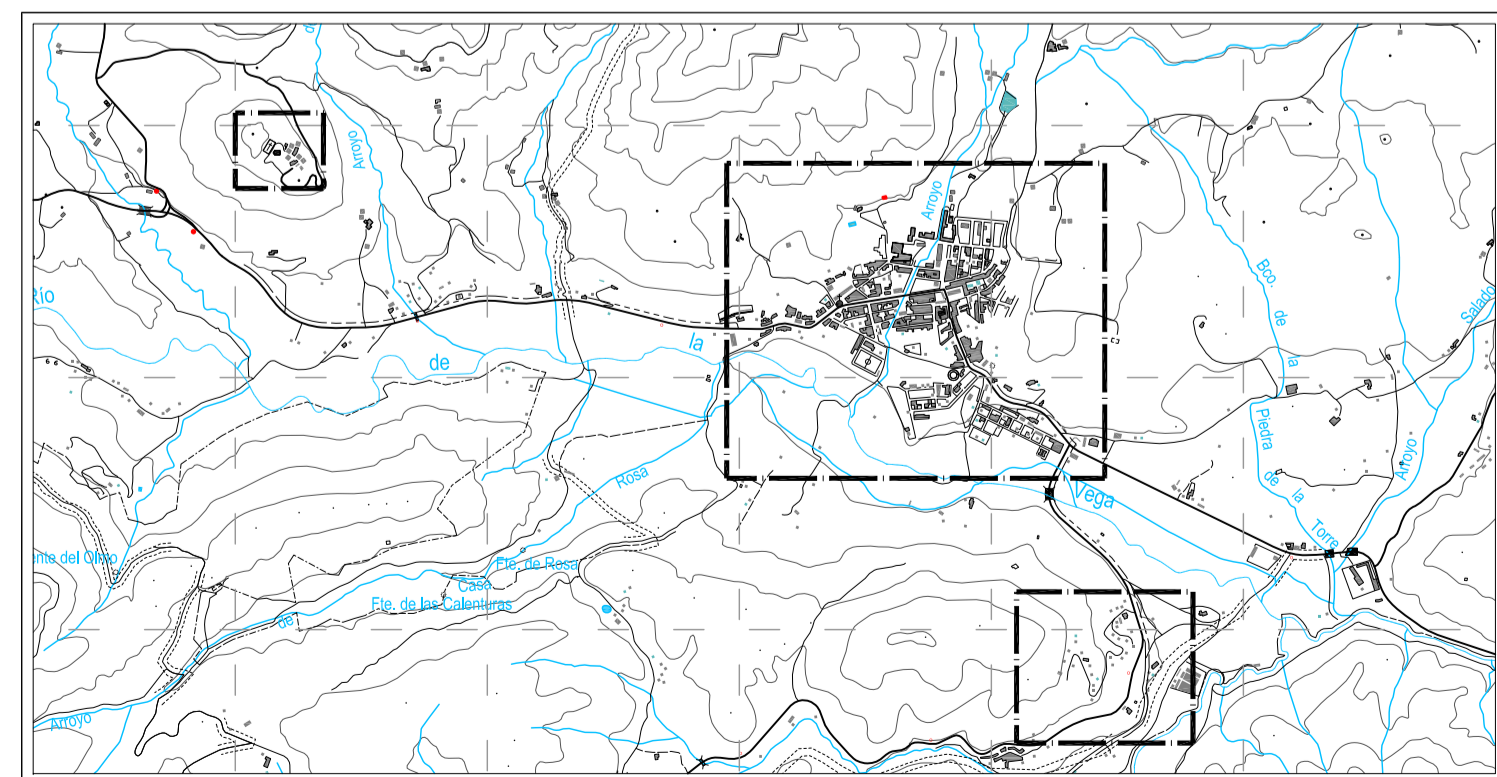 Arroyo
Río
de
la
Vega
Arroyo
Bco.
de
la
Piedra
de
la
Torre
Arroyo
Salado
Rosa
Fte. de Rosa
Casa
Fte. de las Calenturas
de
Arroyo
ente del Olmo